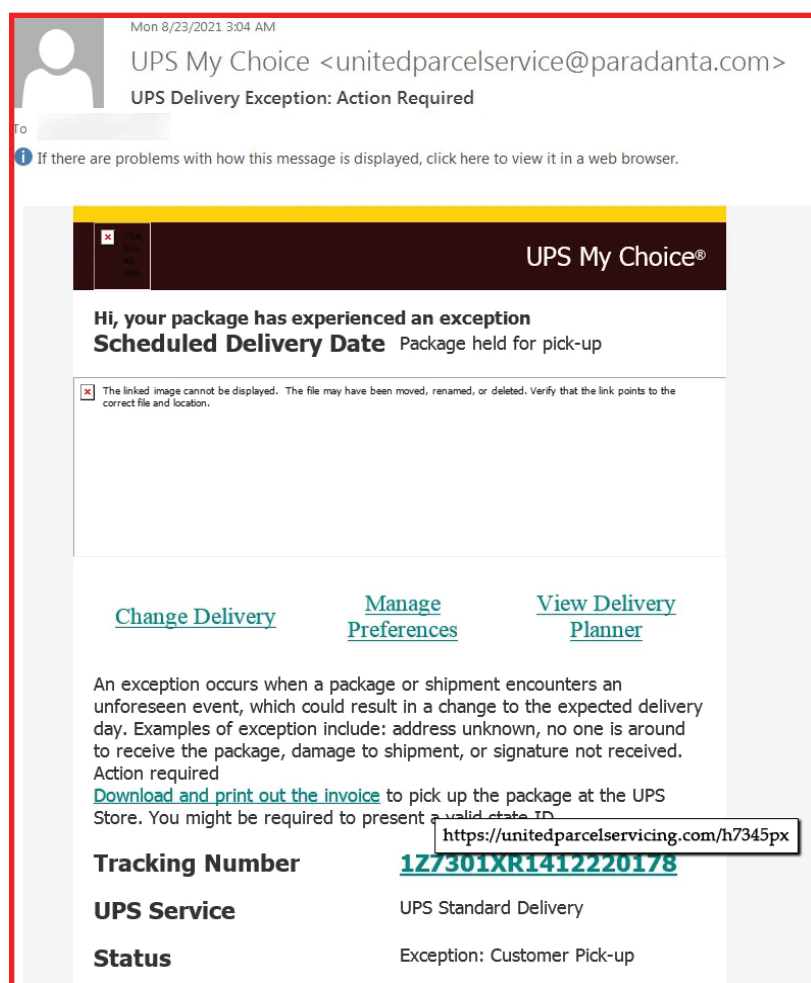 Mon 8/23/2021 3:04 AM
UPS My Choice <unitedparcelservice@paradanta.com>
UPS Delivery Exception: Action Required
To
If there are problems with how this message is displayed, click here to view it in a web browser.
UPS My Choice®
Hi, your package has experienced an exception
Scheduled Delivery Date Package held for pick-up
The linked image cannot be displayed. The file may have been moved, renamed, or deleted. Verify that the link points to the
correct file and location.
Change Delivery
Manage
Preferences
View Delivery
Planner
An exception occurs when a package or shipment encounters an
unforeseen event, which could result in a change to the expected delivery
day. Examples of exception include: address unknown, no one is around
to receive the package, damage to shipment, or signature not received.
Action required
Download and print out the invoice to pick up the package at the UPS
Store. You might be required to present a valid state ID
https://unitedparcelservicing.com/h7345px
Tracking Number 1Z7301XR1412220178
UPS Service UPS Standard Delivery
Status Exception: Customer Pick-up